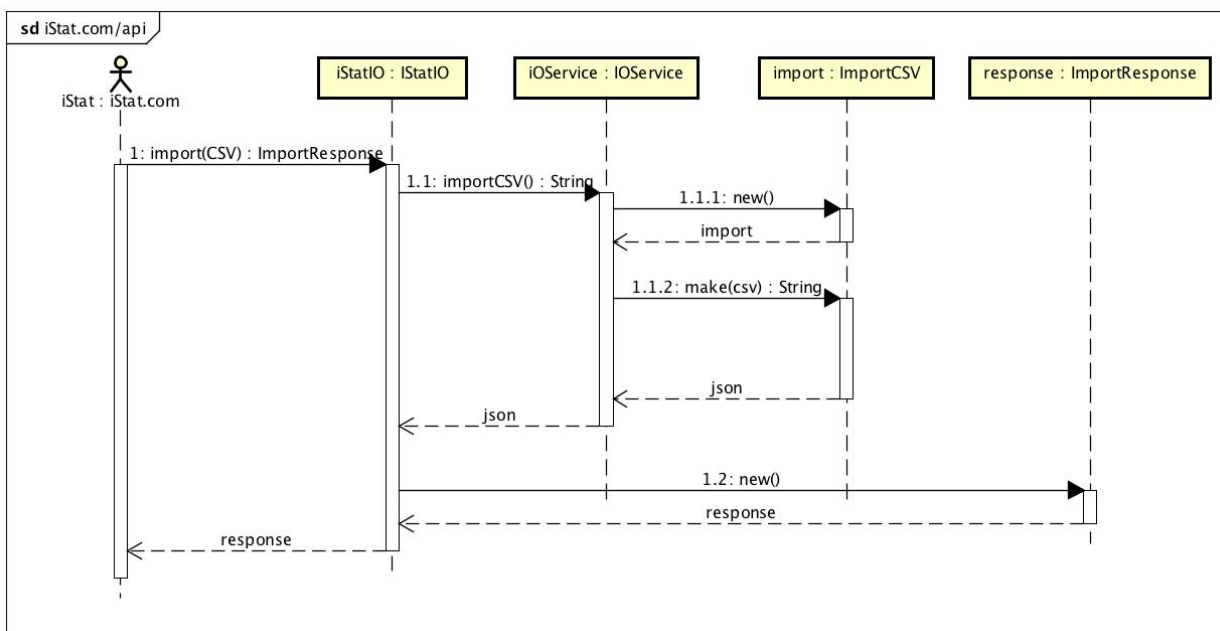 sd iStat.com/api
iStat : iStat.com
iStatIO : IStatIO
iOService : IOService
import : ImportCSV
response : ImportResponse
1: import(CSV) : ImportResponse
1.1: importCSV() : String
1.1.1: new()
import
1.1.2: make(csv) : String
json
json
1.2: new()
response
response